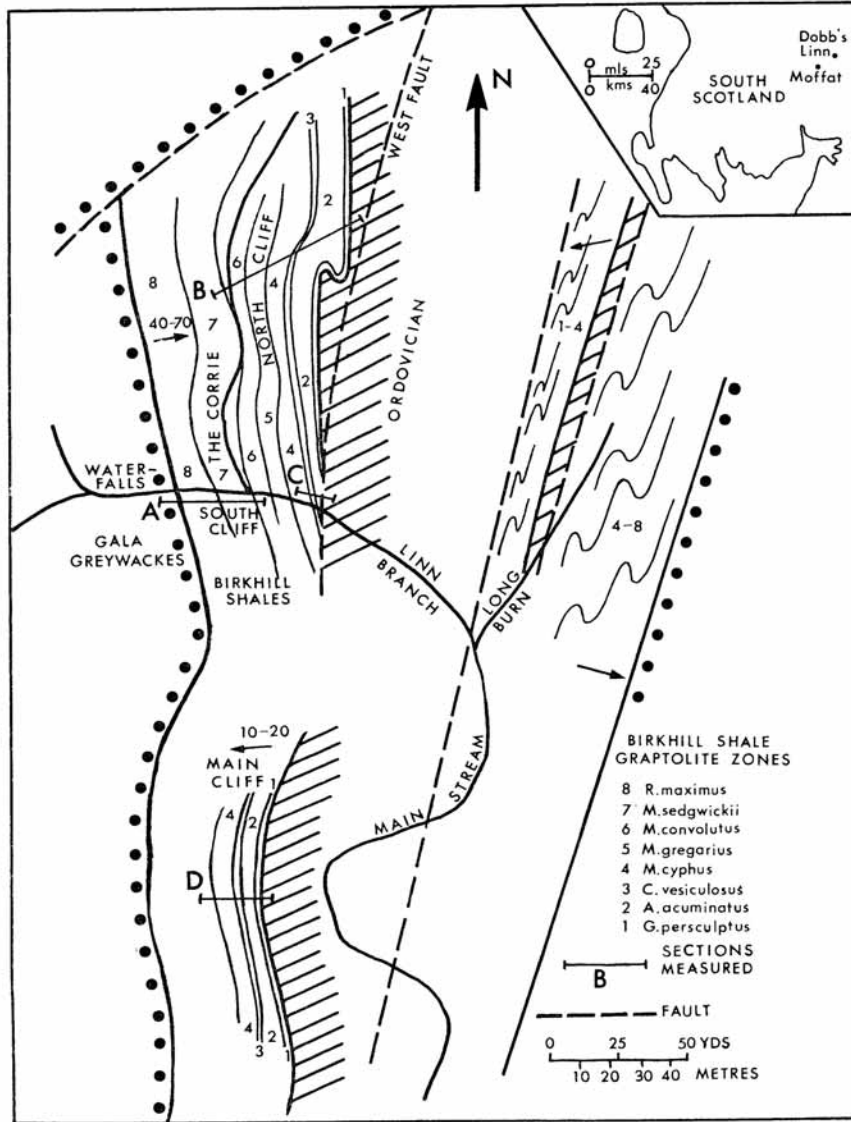 Dobb's
Linn
Moffat
SOUTH
SCOTLAND
0 mls 25
0 kms 40
N
1
3
WEST FAULT
2
8
6
NORTH CLIFF
4
B
40-70
7
THE CORRIE
ORDOVICIAN
1-4
2
5
4
6
C
WATER-
FALLS
8
7
A
SOUTH
CLIFF
GALA
GREYWACKES
BIRKHILL
SHALES
LINN
BRANCH
LONG
BURN
4-8
10-20
MAIN
CLIFF
1
4
2
MAIN STREAM
D
4
3
2
1
BIRKHILL SHALE
GRAPTOLITE ZONES
8 R.maximus
7 M.sedgwickii
6 M.convolutus
5 M.gregarius
4 M.cyphus
3 C.vesiculosus
2 A.acuminatus
1 G.persculptus
SECTIONS
MEASURED
B
FAULT
0 25 50 YDS
10 20 30 40 METRES